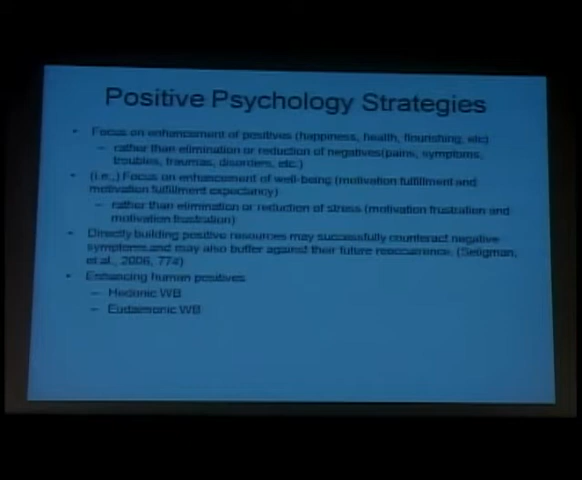 Positive Psychology Strategies
• Focus on enhancement of positives (happiness, health, flourishing, etc)
– rather than elimination or reduction of negatives(pains, symptoms,
troubles, traumas, disorders, etc.)
• (i.e.,) Focus on enhancement of well-being (motivation fulfillment and
motivation fulfillment expectancy)
– rather than elimination or reduction of stress (motivation frustration and
motivation frustration)
• Directly building positive resources may successfully counteract negative
symptoms and may also buffer against their future reoccurrence (Seligman,
et al., 2006, 774)
• Enhancing human positives
– Hedonic WB
– Eudaimonic WB